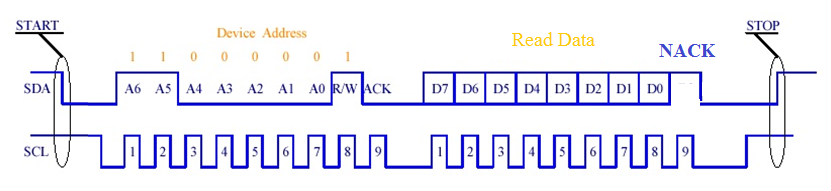 START Device Address Read Data STOP
1 1 0 0 0 0 0 1 NACK
SDA A6 A5 A4 A3 A2 A1 A0 R/W ACK D7 D6 D5 D4 D3 D2 D1 D0
SCL 1 2 3 4 5 6 7 8 9 1 2 3 4 5 6 7 8 9